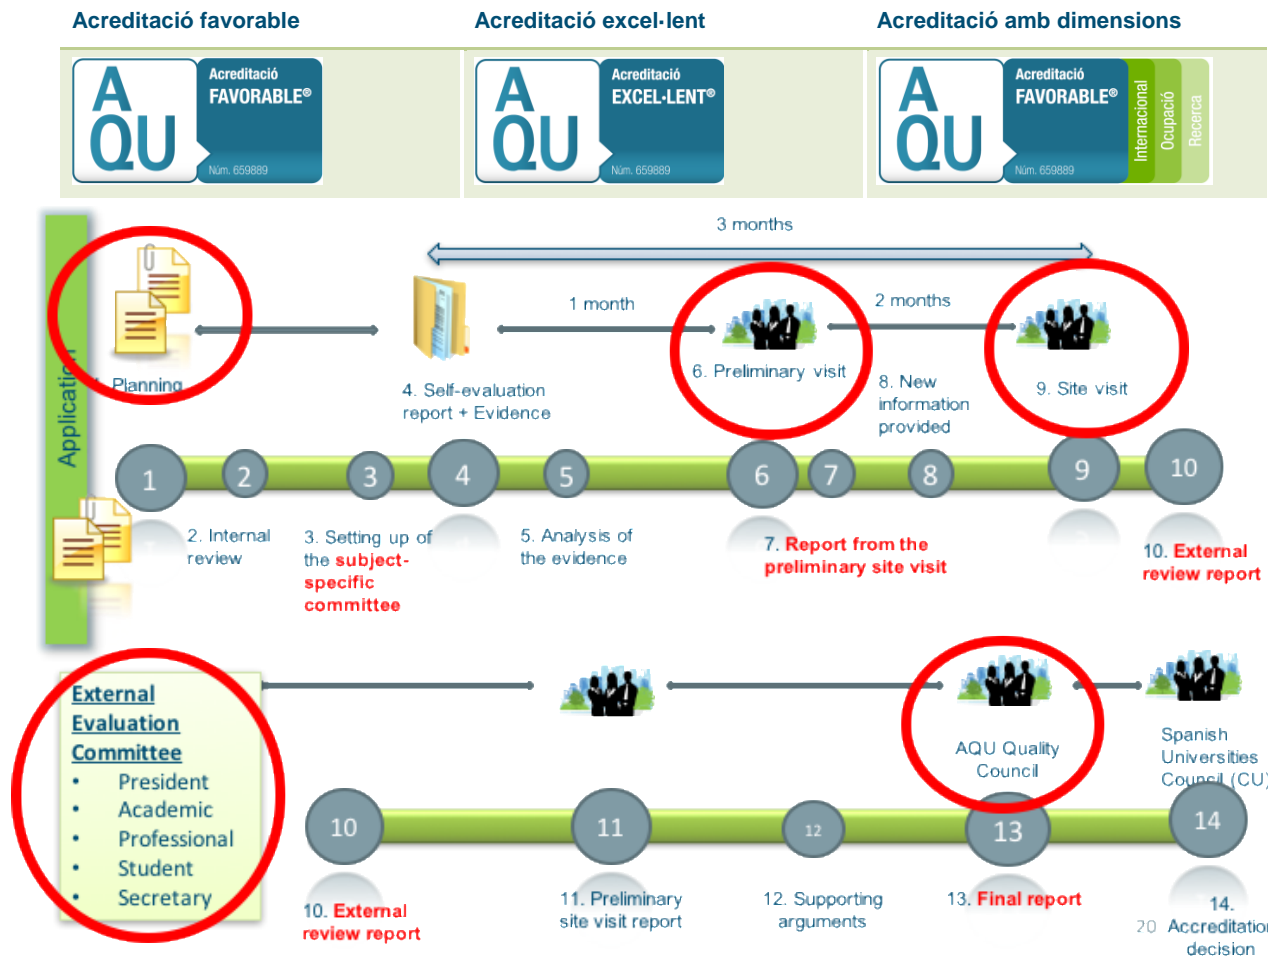 Acreditació favorable
Acreditació excel·lent
Acreditació amb dimensions
A
QU
Acreditació
FAVORABLE®
Núm. 659889
A
QU
Acreditació
EXCEL·LENT®
Núm. 659889
A
QU
Acreditació
FAVORABLE®
Núm. 659889
Internacional
Ocupació
Recerca
Application
3 months
1 month
2 months
Planning
4. Self-evaluation
report + Evidence
6. Preliminary visit
8. New
information
provided
9. Site visit
1
2
3
4
5
6
7
8
9
10
2. Internal
review
3. Setting up of
the subject-
specific
committee
5. Analysis of
the evidence
7. Report from the
preliminary site visit
10. External
review report
External
Evaluation
Committee
• President
• Academic
• Professional
• Student
• Secretary
AQU Quality
Council
Spanish
Universities
Council (CU)
10
11
12
13
14
10. External
review report
11. Preliminary
site visit report
12. Supporting
arguments
13. Final report
14.
Accreditation
decision
20